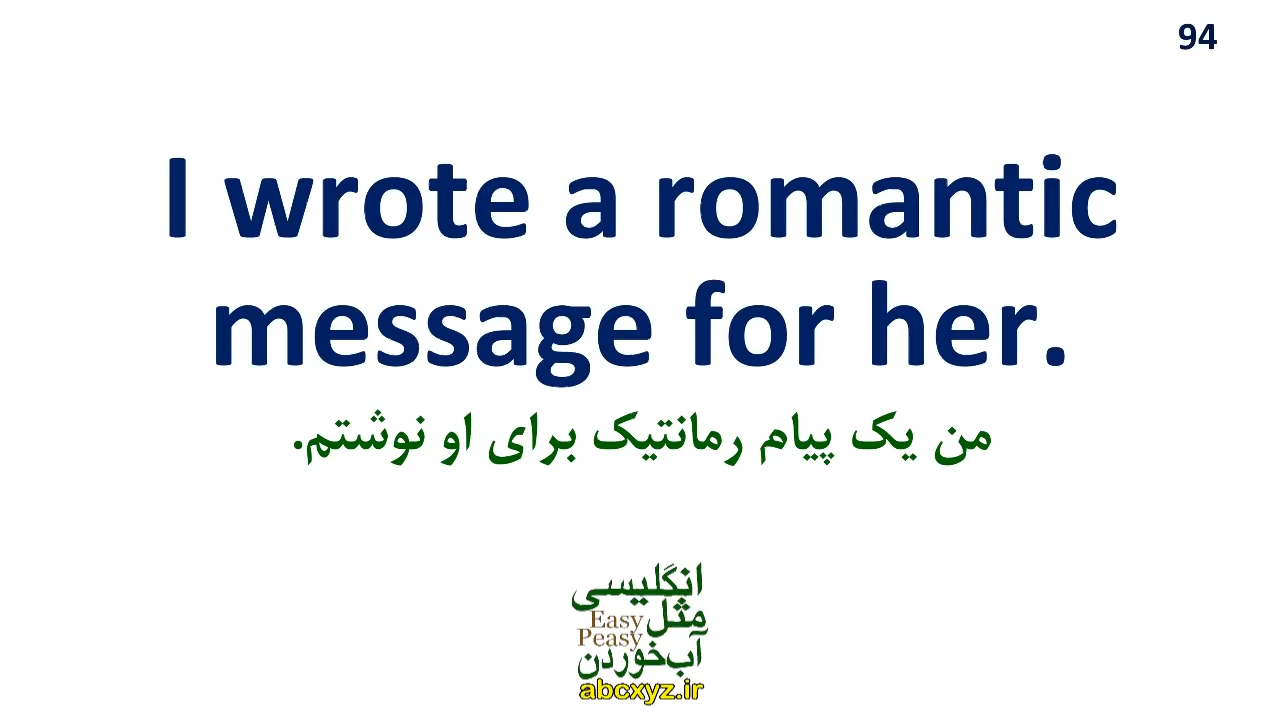 94
I wrote a romantic
message for her.
من یک پیام رمانتیک برای او نوشتم.
انگلیسی
مثل
Easy
Peasy
آب‌خوردن
abcxyz.ir